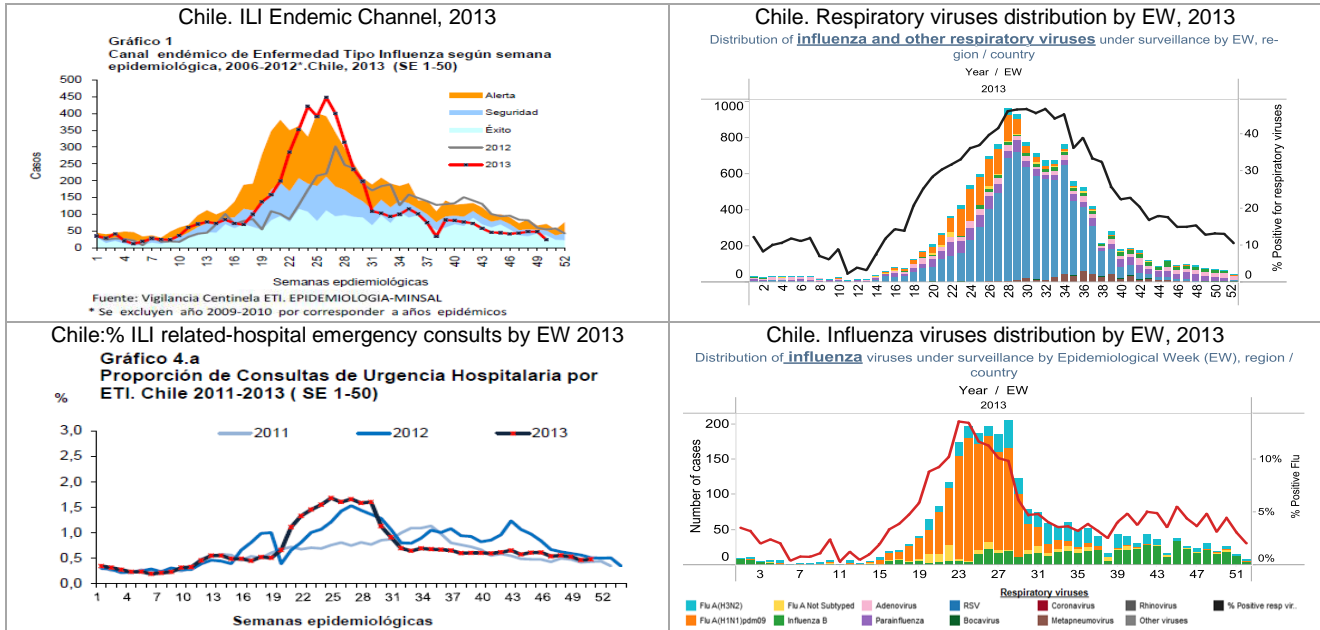 Chile. ILI Endemic Channel, 2013
Gráfico 1
Canal endémico de Enfermedad Tipo Influenza según semana
epidemiológica, 2006-2012*.Chile, 2013 (SE 1-50)
500
450
400
350
300
250
200
150
100
50
0
Casos
Alerta
Seguridad
Éxito
2012
2013
1 4 7 10 13 16 19 22 25 28 31 34 37 40 43 46 49 52
Semanas epdiemiológicas
Fuente: Vigilancia Centinela ETI. EPIDEMIOLOGIA-MINSAL
* Se excluyen año 2009-2010 por corresponder a años epidémicos
Chile. Respiratory viruses distribution by EW, 2013
Distribution of influenza and other respiratory viruses under surveillance by EW, re-
gion / country
Year / EW
2013
1000
800
600
400
200
0
40
30
20
10
0
% Positive for respiratory viruses
2 4 6 8 10 12 14 16 18 20 22 24 26 28 30 32 34 36 38 40 42 44 46 48 50 52
Chile:% ILI related-hospital emergency consults by EW 2013
Gráfico 4.a
Proporción de Consultas de Urgencia Hospitalaria por
ETI. Chile 2011-2013 ( SE 1-50)
%
2011 2012 2013
3,0
2,5
2,0
1,5
1,0
0,5
0,0
1 4 7 10 13 16 19 22 25 28 31 34 37 40 43 46 49 52
Semanas epidemiológicas
Chile. Influenza viruses distribution by EW, 2013
Distribution of influenza viruses under surveillance by Epidemiological Week (EW), region /
country
Year / EW
2013
Number of cases
200
150
100
50
0
10%
5%
0%
% Positive Flu
3 7 11 15 19 23 27 31 35 39 43 47 51
Respiratory viruses
Flu A(H3N2) Flu A Not Subtyped Adenovirus RSV Coronavirus Rhinovirus % Positive resp vir..
Flu A(H1N1)pdm09 Influenza B Parainfluenza Bocavirus Metapneumovirus Other viruses